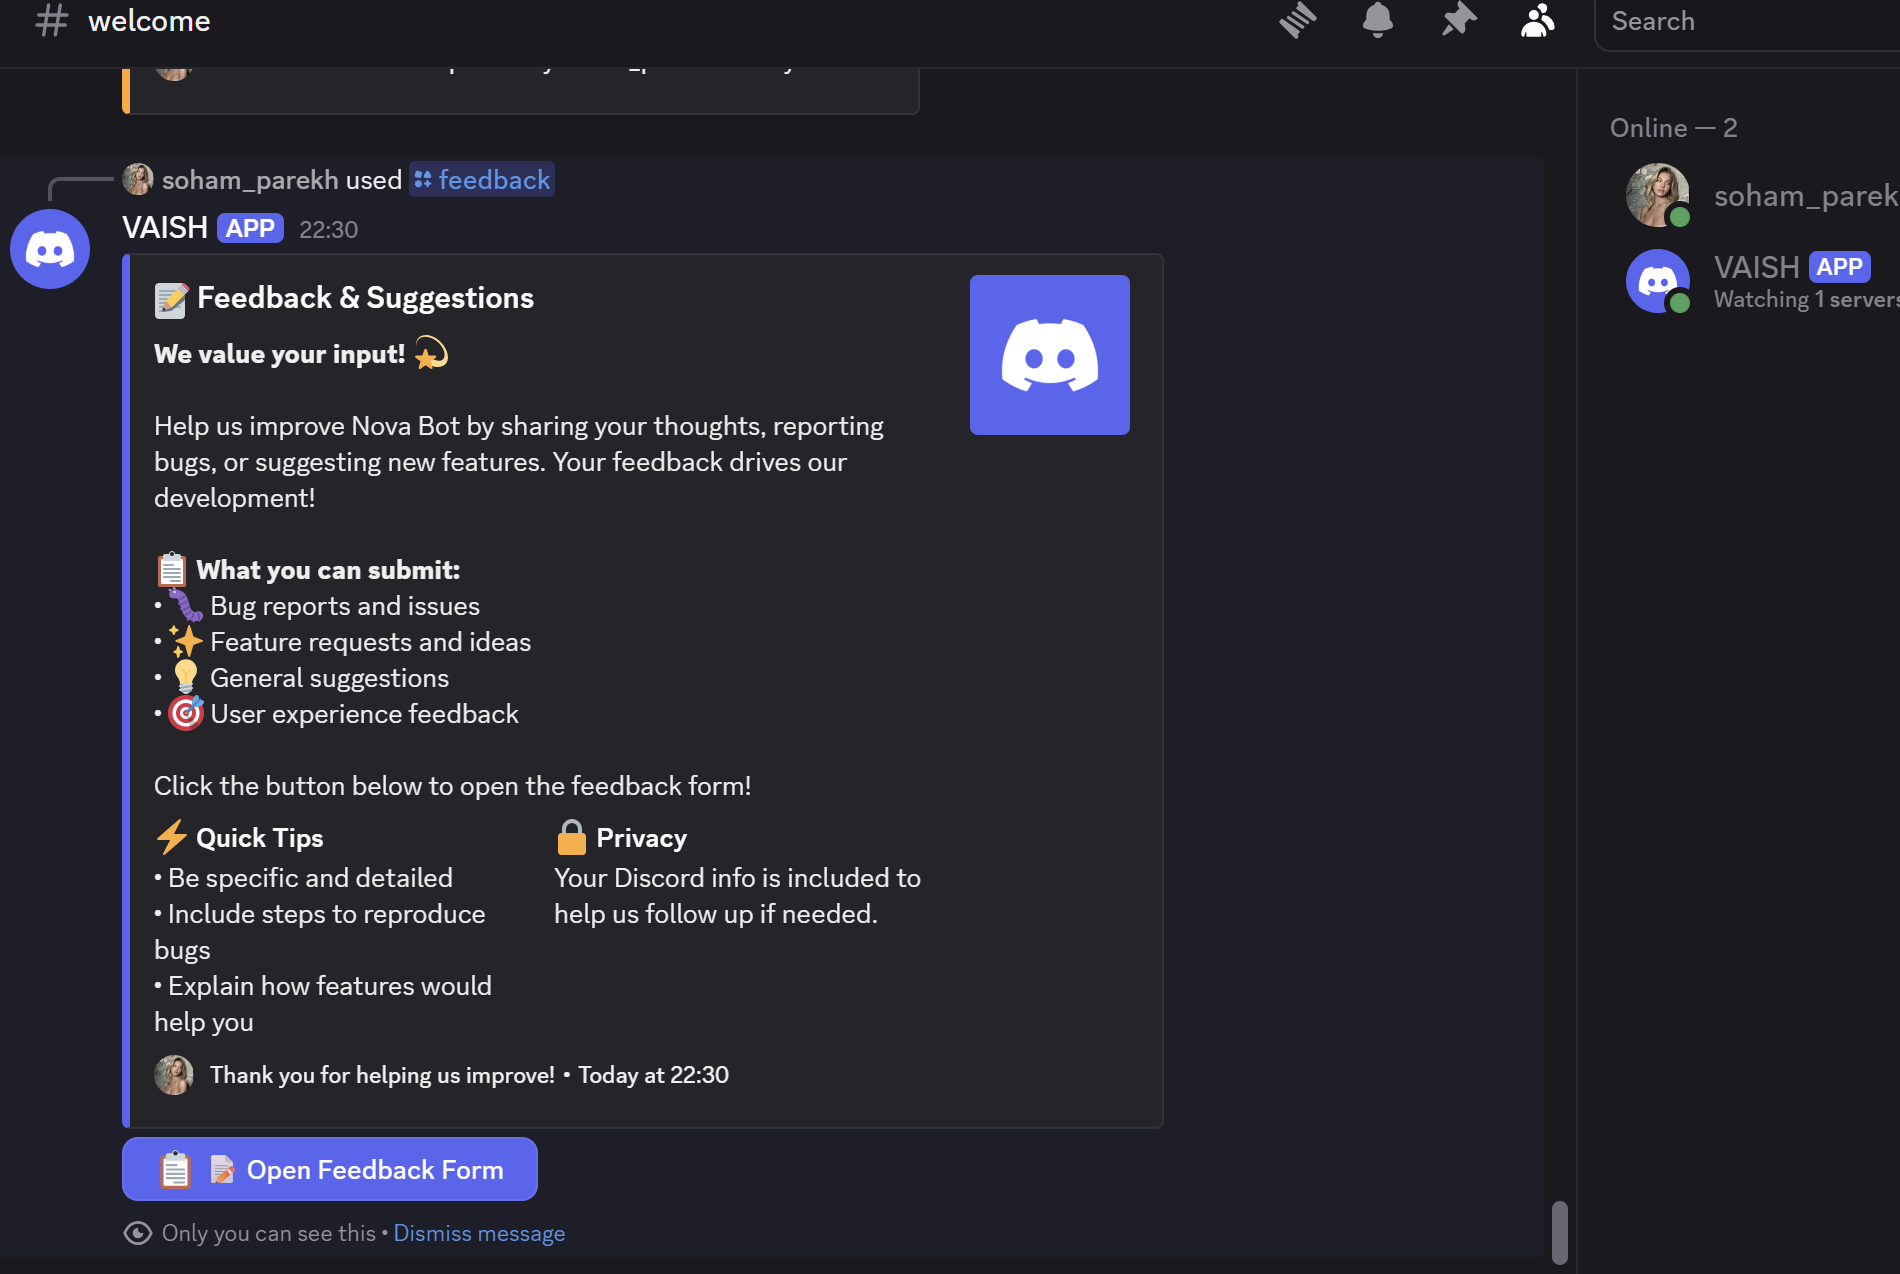 welcome
Search
soham_parekh used feedback
VAISH APP 22:30
Feedback & Suggestions
We value your input!
Help us improve Nova Bot by sharing your thoughts, reporting
bugs, or suggesting new features. Your feedback drives our
development!
What you can submit:
• Bug reports and issues
• Feature requests and ideas
• General suggestions
• User experience feedback
Click the button below to open the feedback form!
Quick Tips
• Be specific and detailed
• Include steps to reproduce
bugs
• Explain how features would
help you
Privacy
Your Discord info is included to
help us follow up if needed.
Thank you for helping us improve! • Today at 22:30
Open Feedback Form
Only you can see this • Dismiss message
Online — 2
soham_parek
VAISH APP
Watching 1 servers